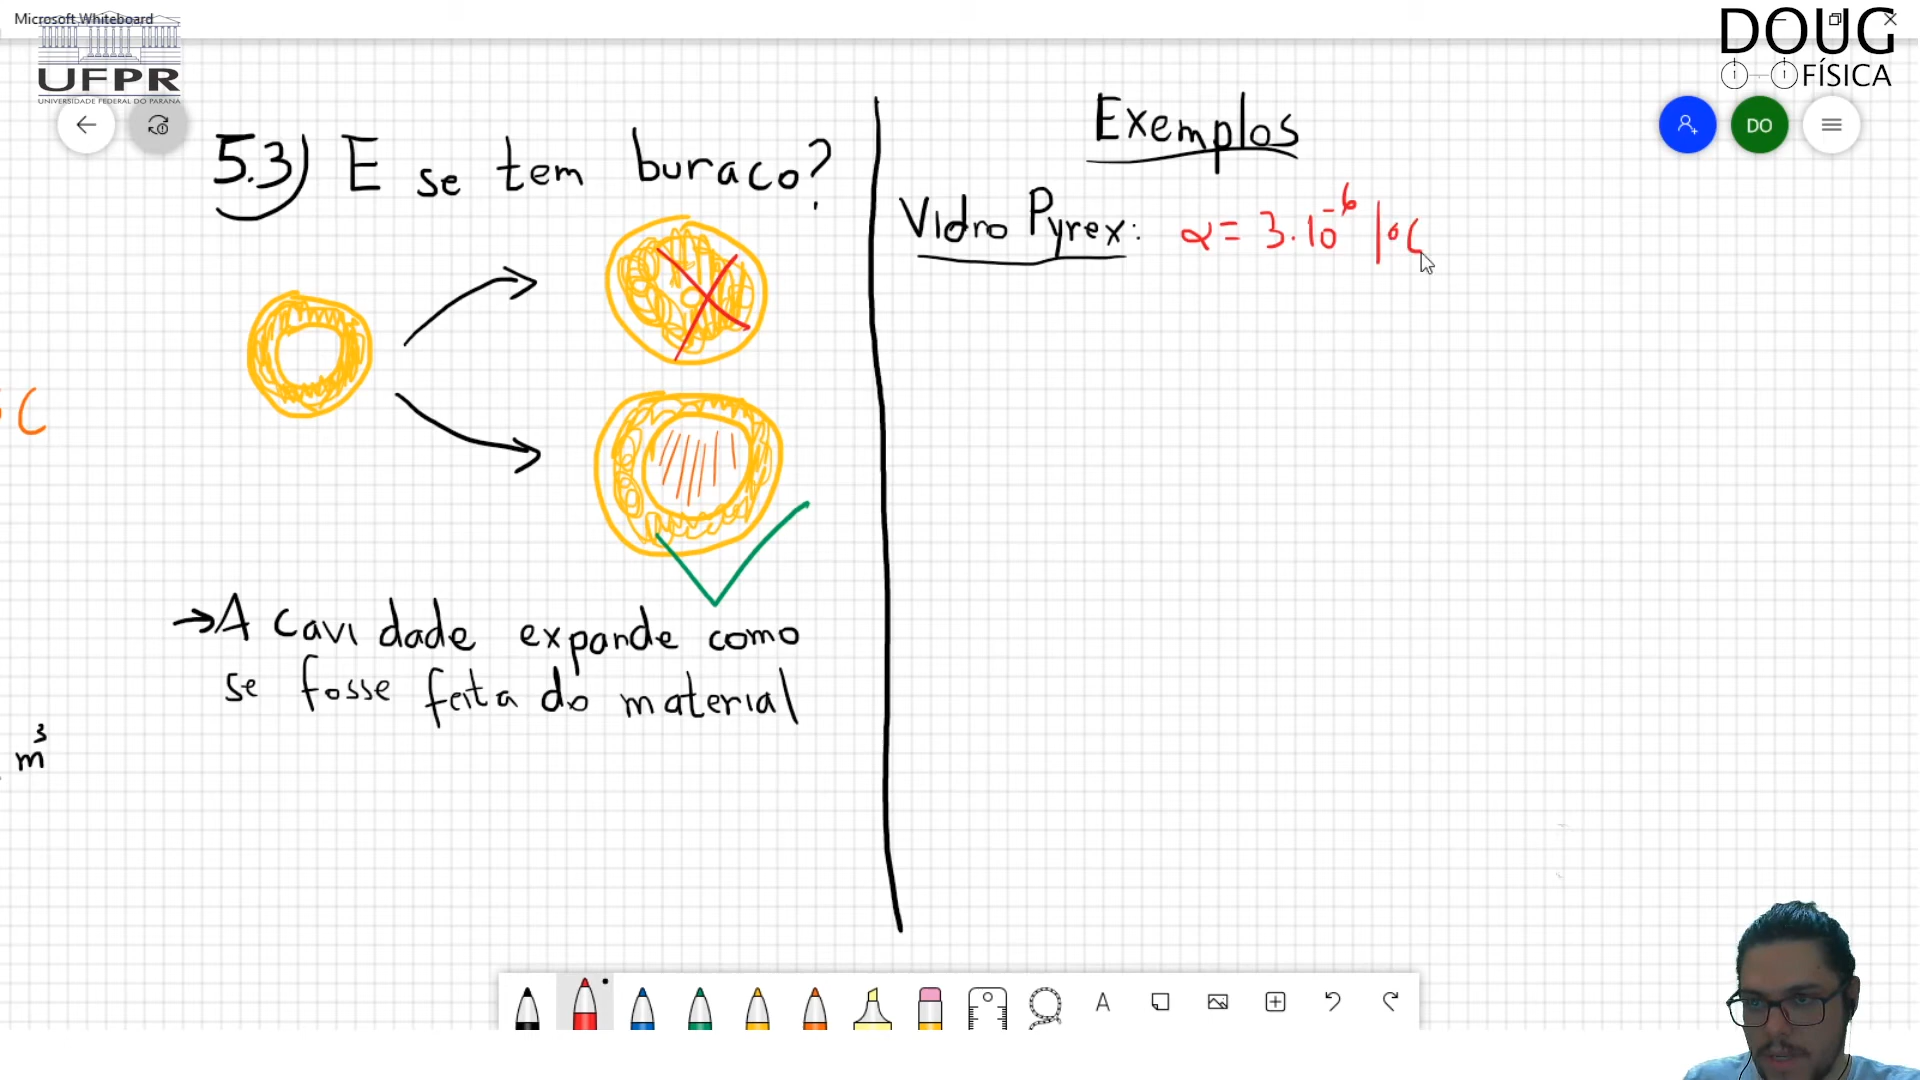 Microsoft Whiteboard
UFPR
UNIVERSIDADE FEDERAL DO PARANÁ
DOUG
FÍSICA
DO
5.3) E se tem buraco?
C
→ A cavidade expande como
se fosse feita do material
m³
Exemplos
Vidro Pyrex: α = 3.10⁻⁶ /°C
A